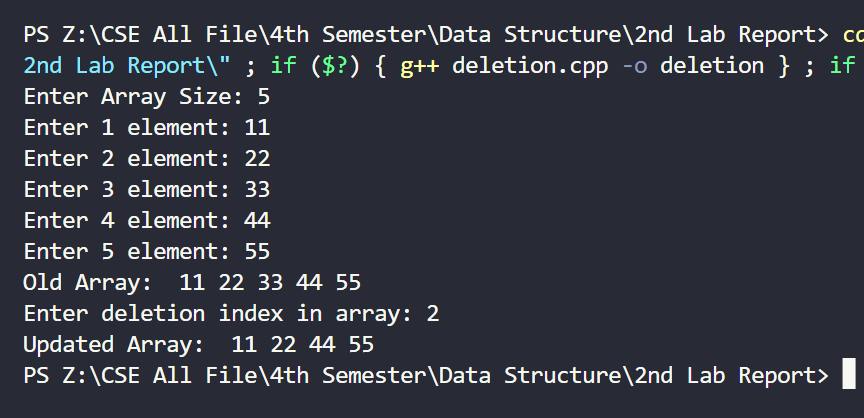 PS Z:\CSE All File\4th Semester\Data Structure\2nd Lab Report> cd
2nd Lab Report\" ; if ($?) { g++ deletion.cpp -o deletion } ; if
Enter Array Size: 5
Enter 1 element: 11
Enter 2 element: 22
Enter 3 element: 33
Enter 4 element: 44
Enter 5 element: 55
Old Array:  11 22 33 44 55
Enter deletion index in array: 2
Updated Array:  11 22 44 55
PS Z:\CSE All File\4th Semester\Data Structure\2nd Lab Report>